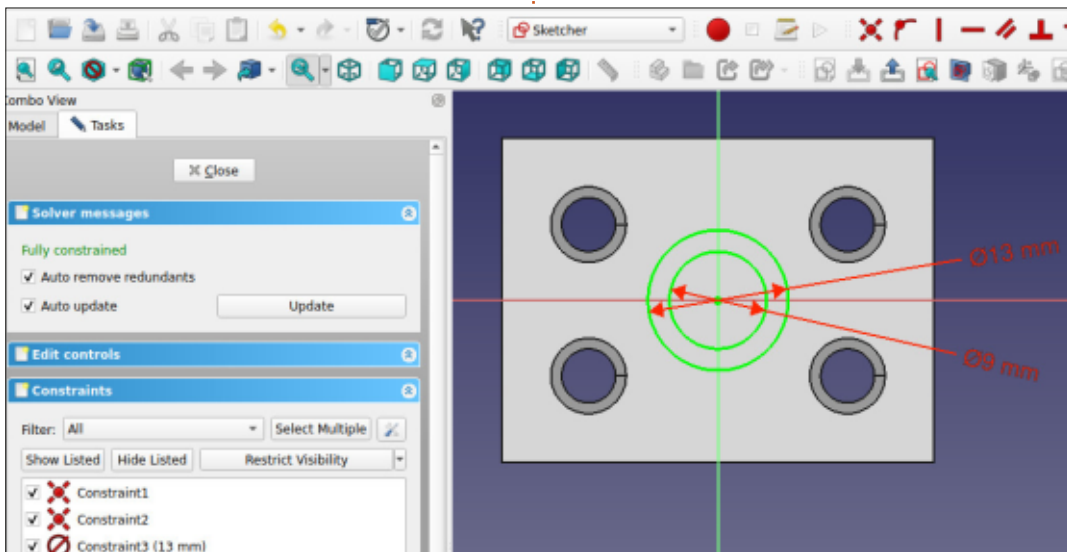 Sketcher
Combo View
Model
Tasks
Close
Solver messages
Fully constrained
Auto remove redundants
Auto update
Update
Edit controls
Constraints
Filter: All
Select Multiple
Show Listed
Hide Listed
Restrict Visibility
Constraint1
Constraint2
Constraint3 (13 mm)
Ø13 mm
Ø9 mm